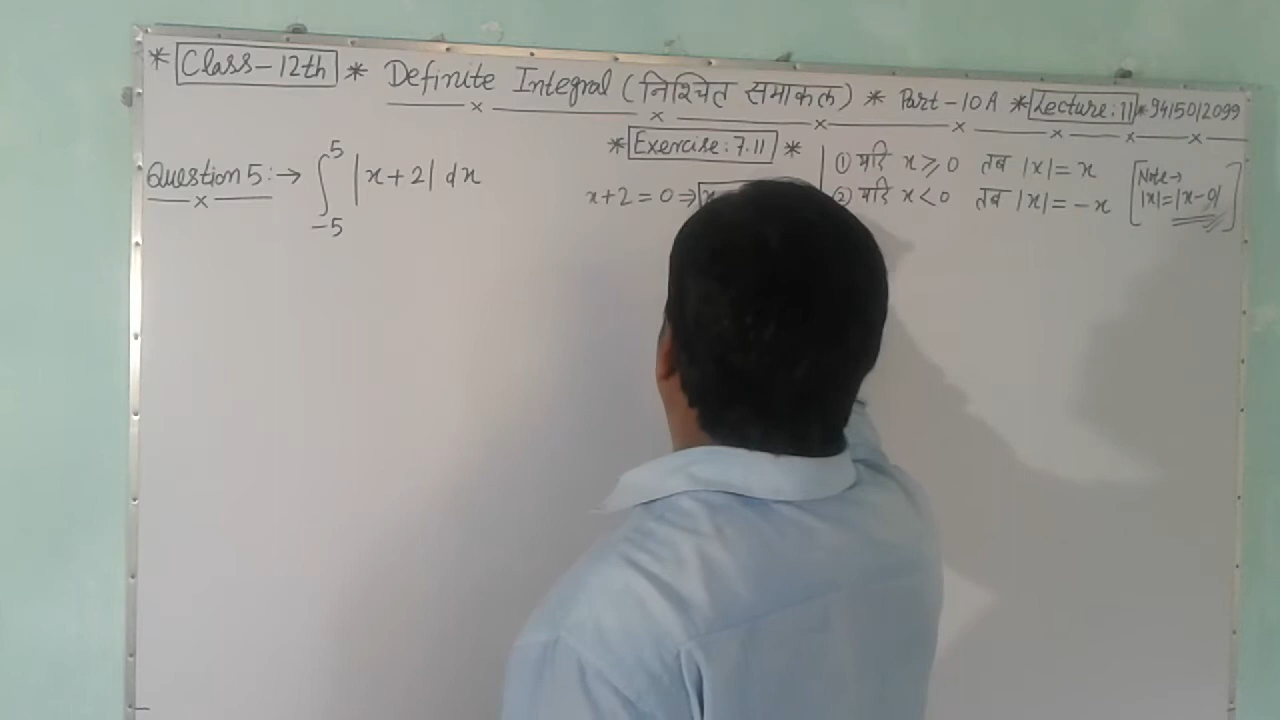 * Class-12th * Definite Integral (निश्चित समाकल) * Part-10A * Lecture:11 * 9415012099
* Exercise:7.11 *
Question 5:→ ∫₋₅⁵ |x+2| dx
x+2=0⇒ x
① यदि x≥0 तब |x|=x
② यदि x<0 तब |x|=-x
Note→
|x|=|x-0|